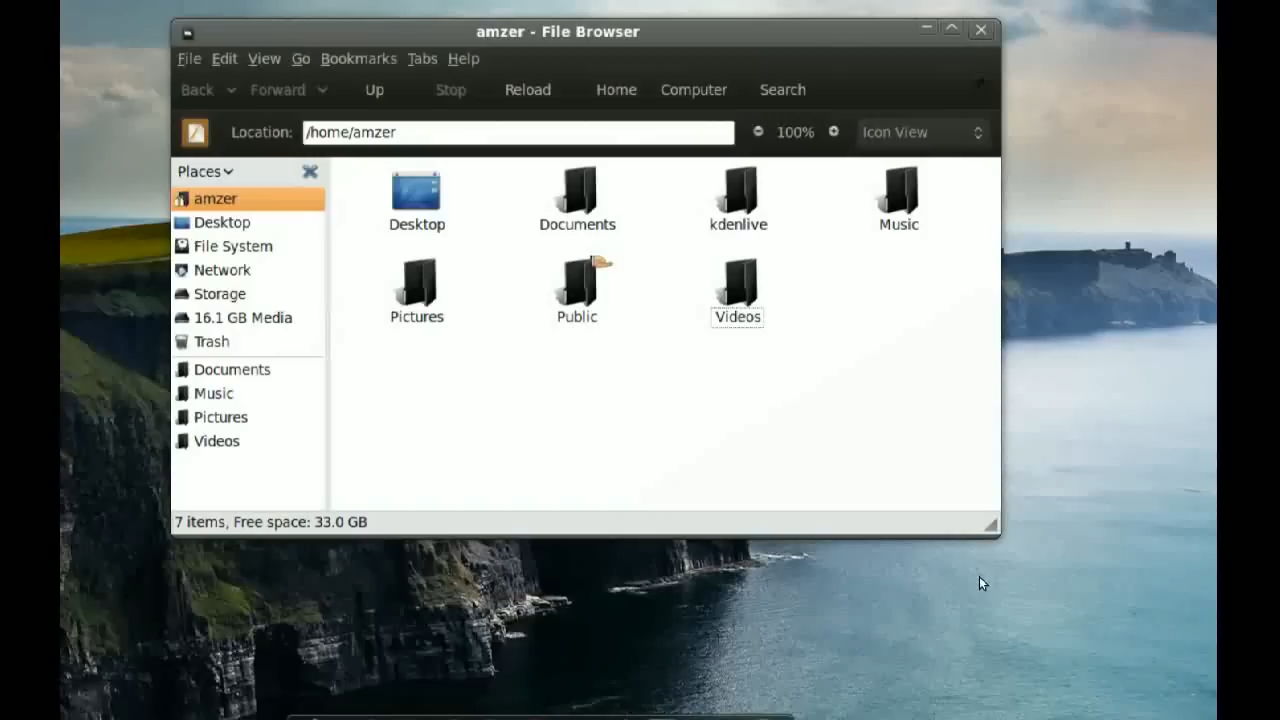 amzer - File Browser
File Edit View Go Bookmarks Tabs Help
Back Forward Up Stop Reload Home Computer Search
Location: /home/amzer 100% Icon View
Places
amzer
Desktop
File System
Network
Storage
16.1 GB Media
Trash
Documents
Music
Pictures
Videos
Desktop Documents kdenlive Music
Pictures Public Videos
7 items, Free space: 33.0 GB